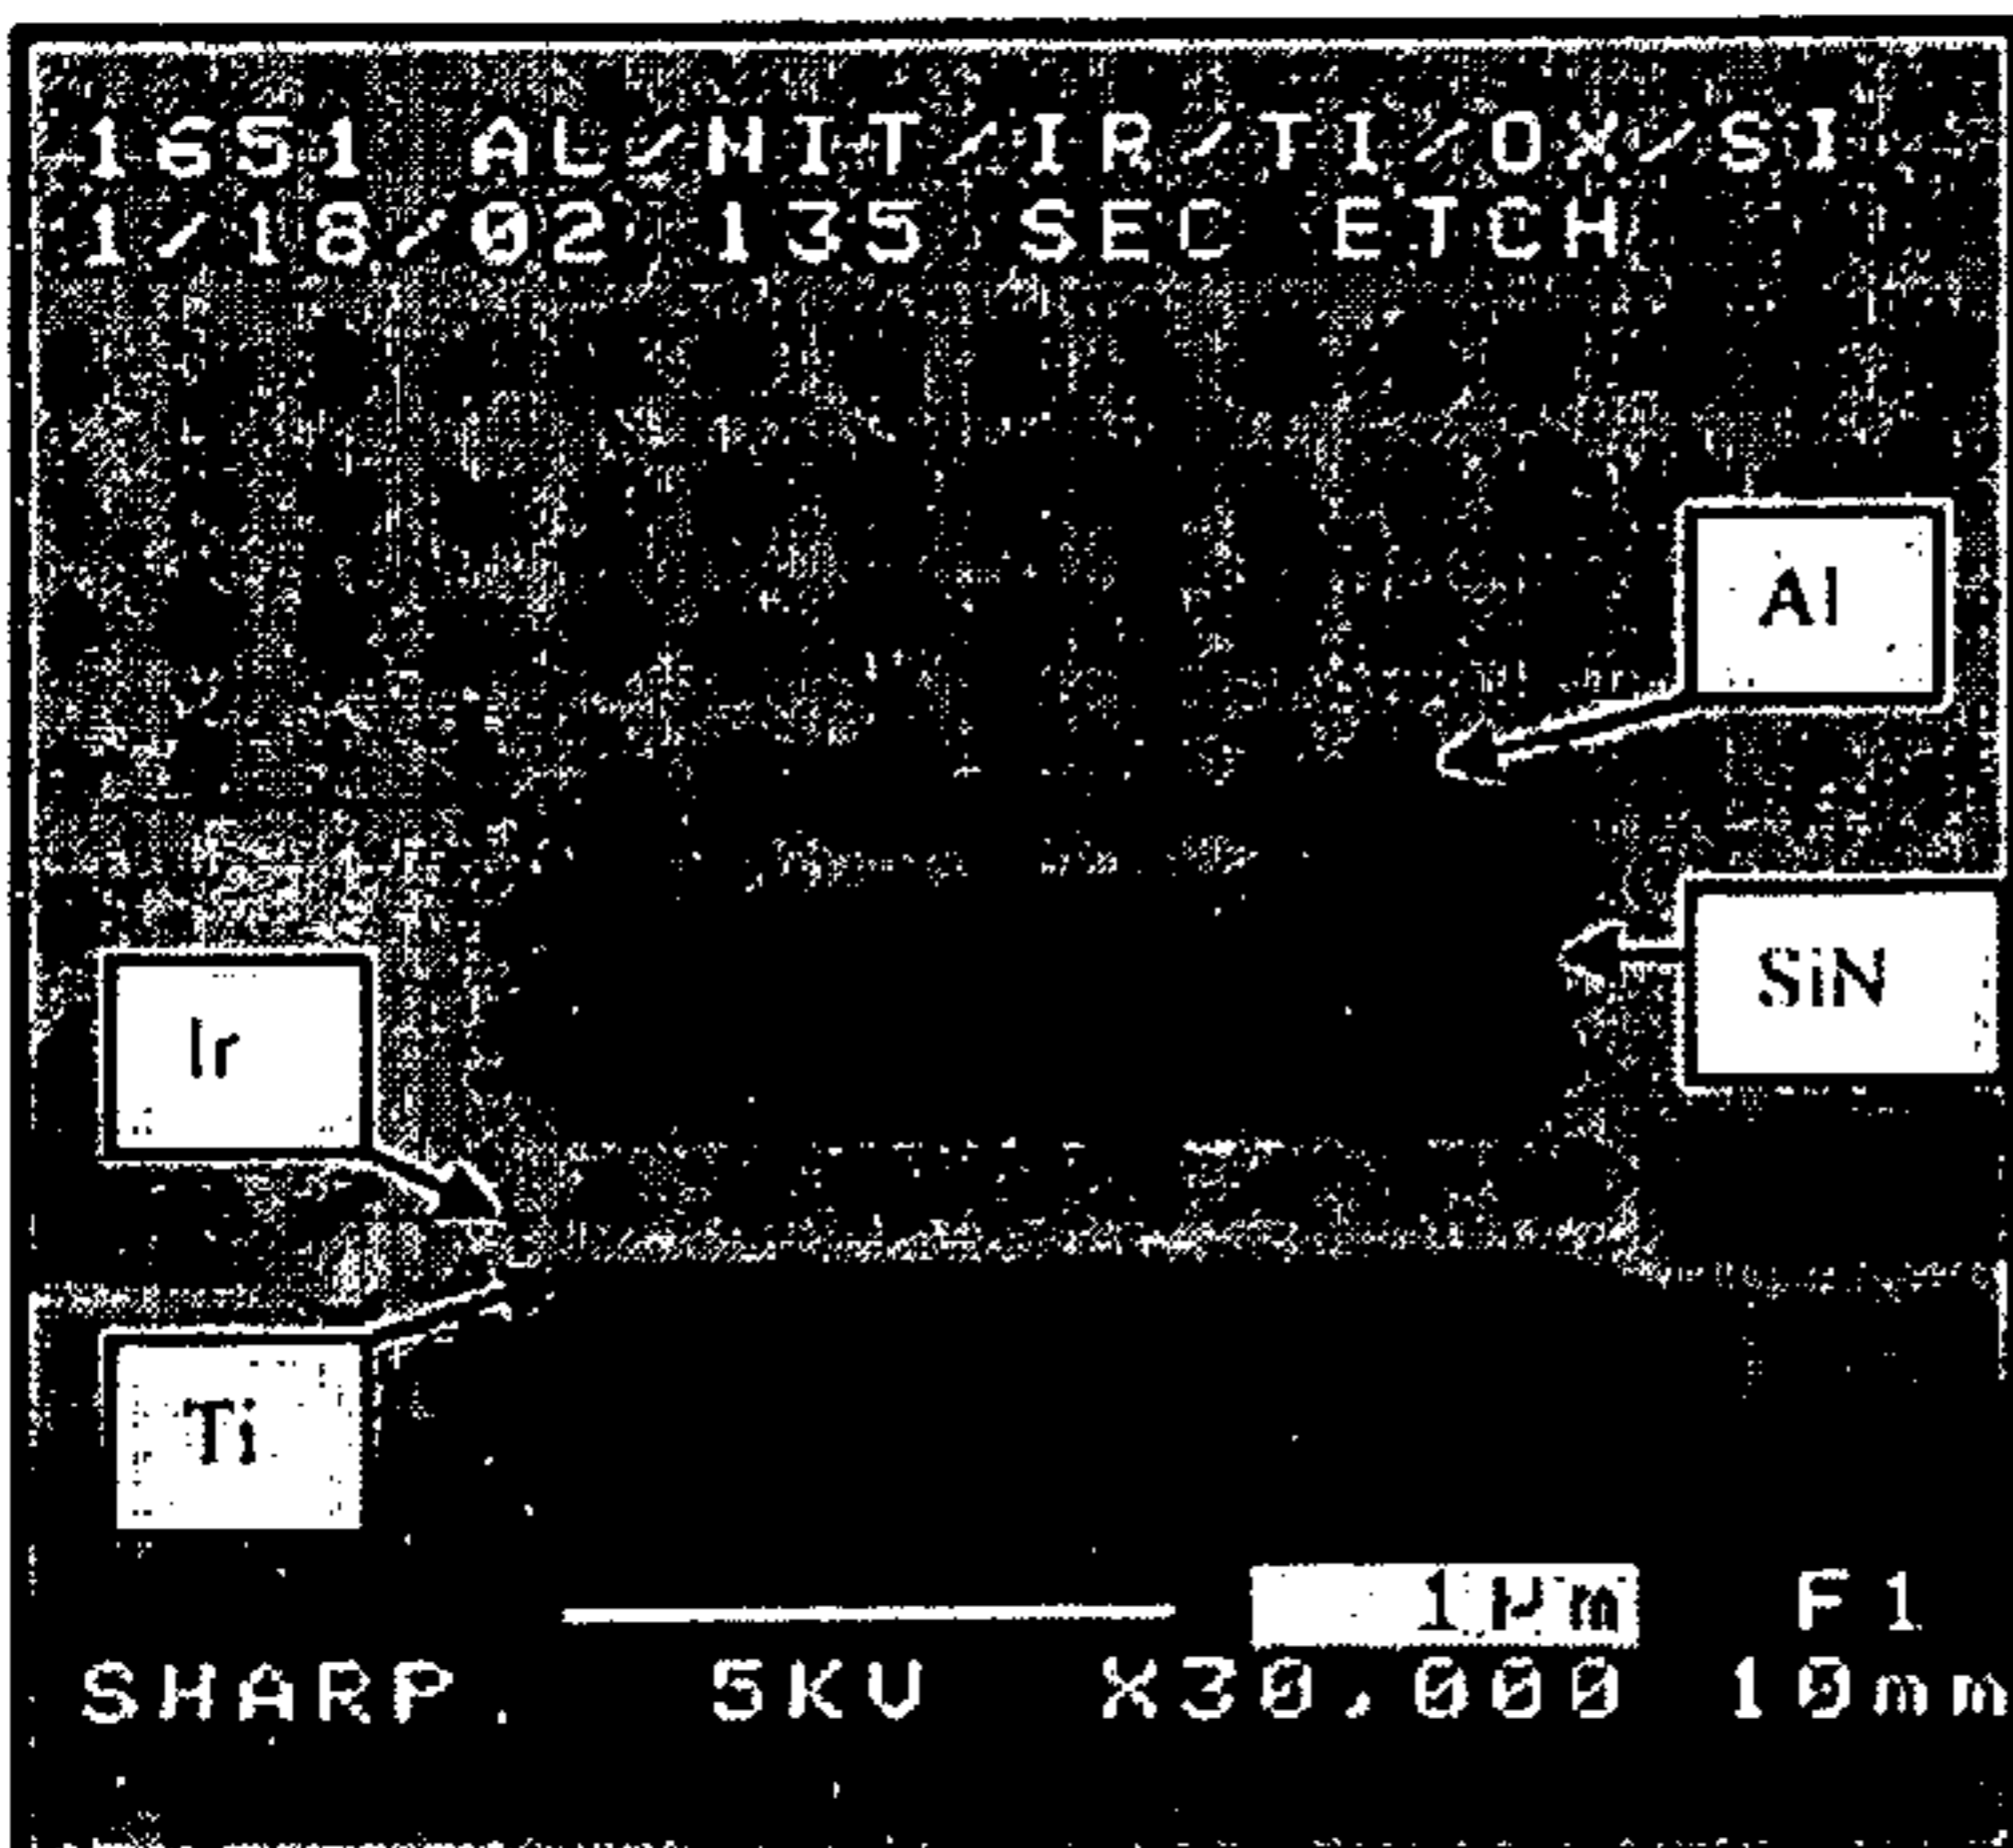 1651 AL/NIT/IR/TI/OX/SI
1/18/02 135 SEC ETCH
Al
SiN
Ir
Ti
1µm F1
SHARP. 5KV X30,000 10mm